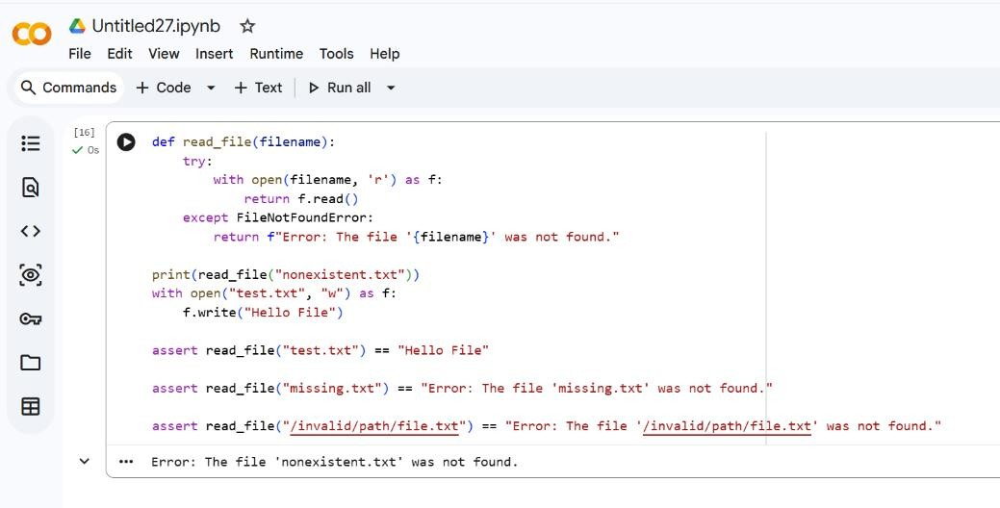 Untitled27.ipynb
File Edit View Insert Runtime Tools Help
Commands + Code + Text Run all
[16]
0s
def read_file(filename):
    try:
        with open(filename, 'r') as f:
            return f.read()
    except FileNotFoundError:
        return f"Error: The file '{filename}' was not found."
print(read_file("nonexistent.txt"))
with open("test.txt", "w") as f:
    f.write("Hello File")
assert read_file("test.txt") == "Hello File"
assert read_file("missing.txt") == "Error: The file 'missing.txt' was not found."
assert read_file("/invalid/path/file.txt") == "Error: The file '/invalid/path/file.txt' was not found."
Error: The file 'nonexistent.txt' was not found.